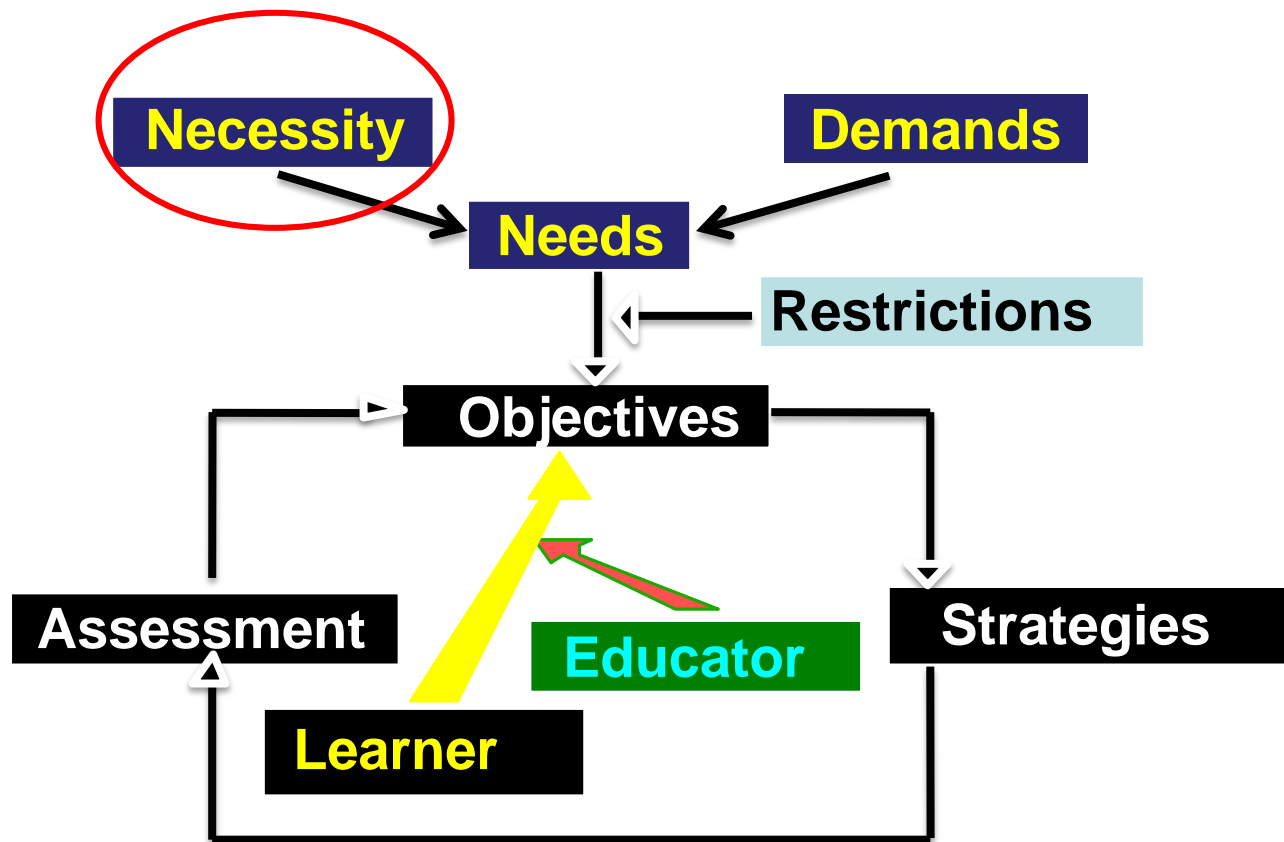 Necessity
Demands
Needs
Restrictions
Objectives
Assessment
Strategies
Educator
Learner